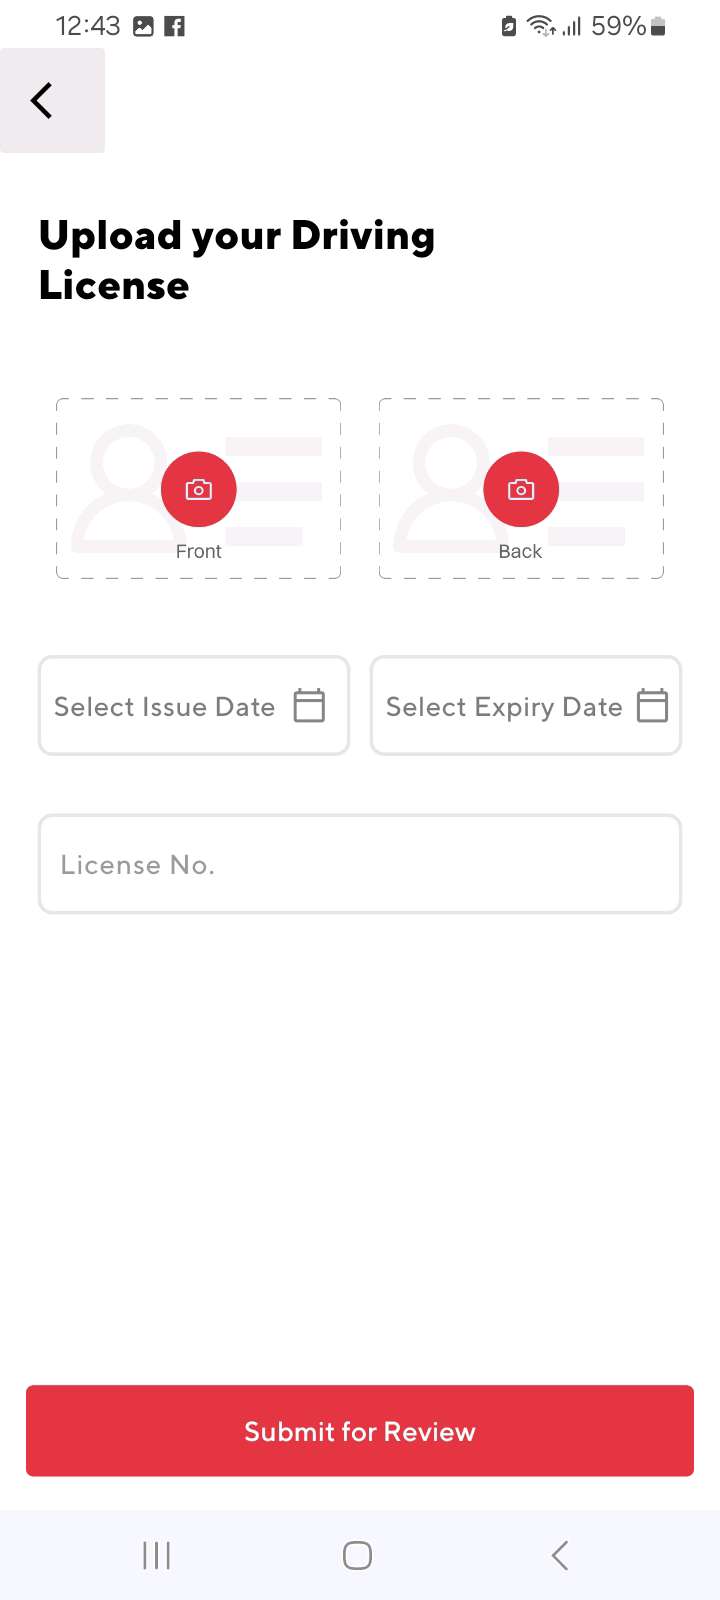 12:43 59%
Upload your Driving
License
Front Back
Select Issue Date Select Expiry Date
License No.
Submit for Review